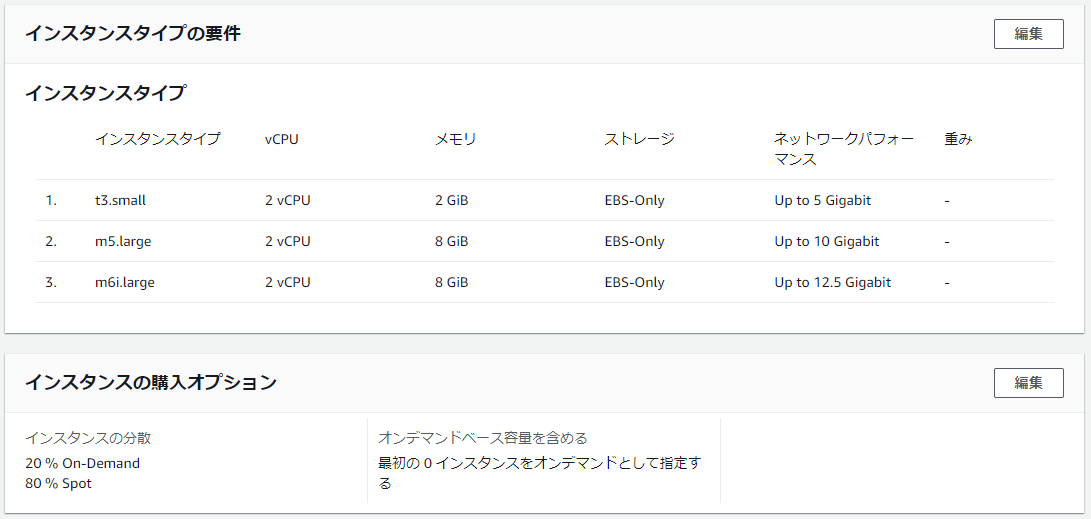 インスタンスタイプの要件
編集
インスタンスタイプ
インスタンスタイプ vCPU メモリ ストレージ ネットワークパフォー 重み
マンス
1. t3.small 2 vCPU 2 GiB EBS-Only Up to 5 Gigabit -
2. m5.large 2 vCPU 8 GiB EBS-Only Up to 10 Gigabit -
3. m6i.large 2 vCPU 8 GiB EBS-Only Up to 12.5 Gigabit -
インスタンスの購入オプション
編集
インスタンスの分散
20 % On-Demand
80 % Spot
オンデマンドベース容量を含める
最初の 0 インスタンスをオンデマンドとして指定す
る